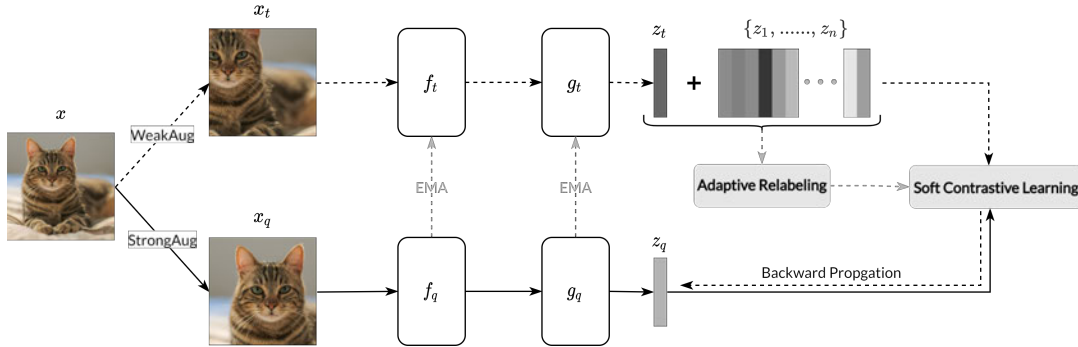 x_t
z_t
{z_1, ......, z_n}
f_t
g_t
+
x
WeakAug
EMA
EMA
Adaptive Relabeling
Soft Contrastive Learning
x_q
StrongAug
z_q
Backward Propgation
f_q
g_q